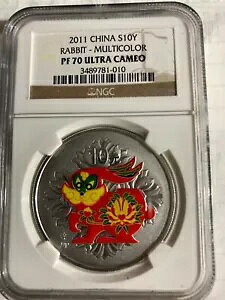 2011 CHINA S10Y
RABBIT - MULTICOLOR
PF 70 ULTRA CAMEO
3489781-010
NGC
10